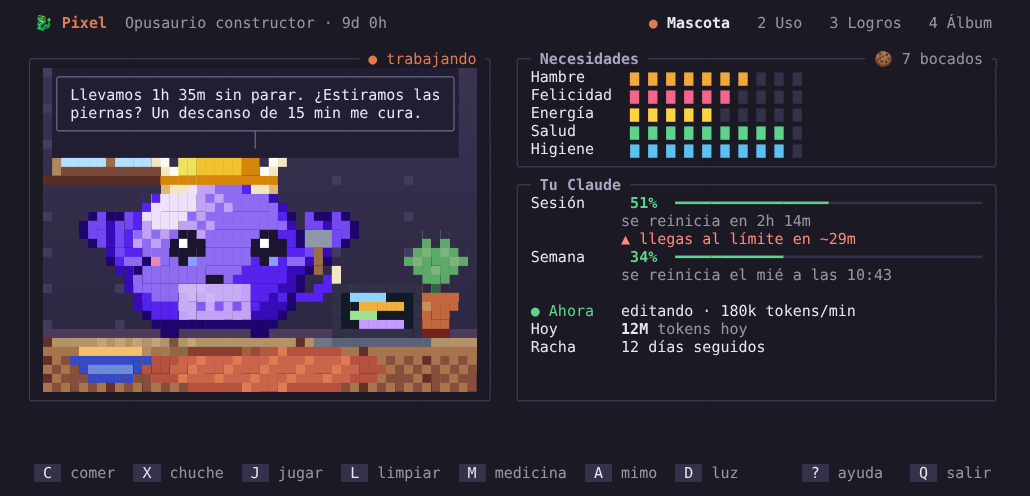 Pixel Opusaurio constructor · 9d 0h
● Mascota 2 Uso 3 Logros 4 Álbum
● trabajando
Llevamos 1h 35m sin parar. ¿Estiramos las
piernas? Un descanso de 15 min me cura.
Necesidades 7 bocados
Hambre
Felicidad
Energía
Salud
Higiene
Tu Claude
Sesión 51%
se reinicia en 2h 14m
▲ llegas al límite en ~29m
Semana 34%
se reinicia el mié a las 10:43
● Ahora editando · 180k tokens/min
Hoy 12M tokens hoy
Racha 12 días seguidos
C comer X chuche J jugar L limpiar M medicina A mimo D luz ? ayuda Q salir